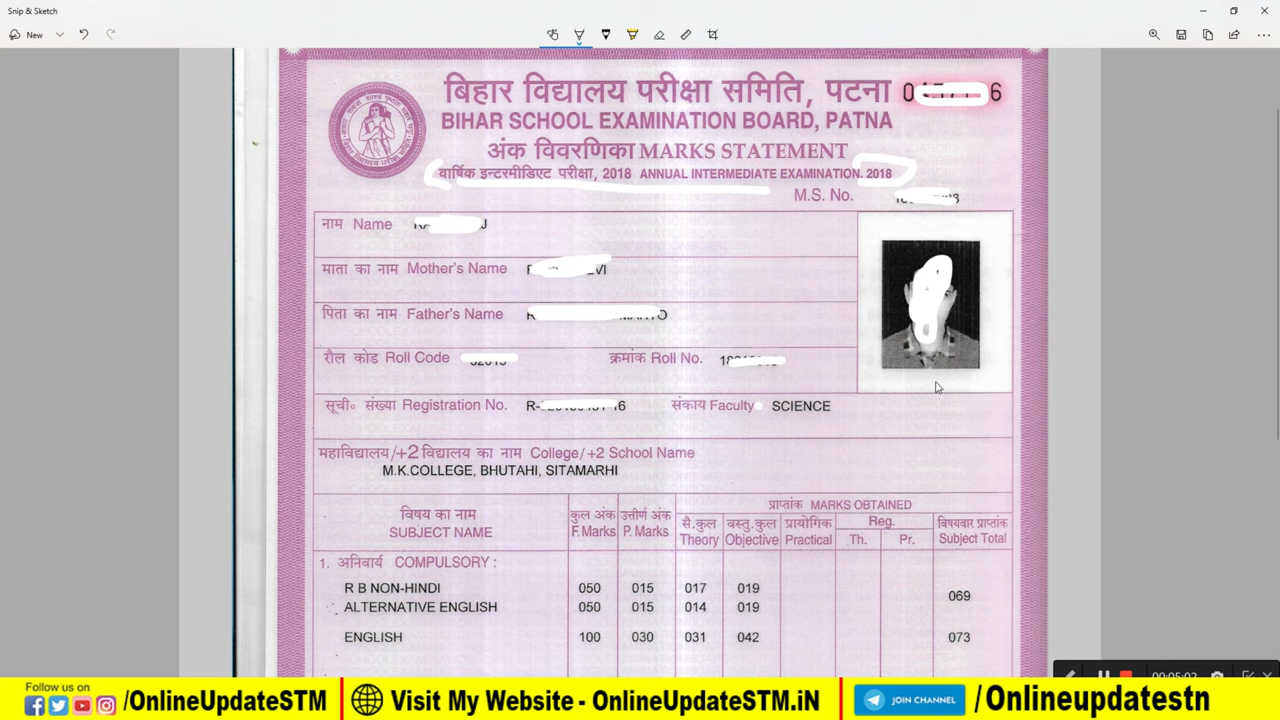 Snip & Sketch
New
बिहार विद्यालय परीक्षा समिति, पटना
BIHAR SCHOOL EXAMINATION BOARD, PATNA
अंक विवरणिका MARKS STATEMENT
वार्षिक इन्टरमीडिएट परीक्षा, 2018 ANNUAL INTERMEDIATE EXAMINATION. 2018
M.S. No.
नाम Name
माता का नाम Mother's Name
पिता का नाम Father's Name
रौल कोड Roll Code क्रमांक Roll No.
सूची० संख्या Registration No. संकाय Faculty SCIENCE
महाविद्यालय/+2 विद्यालय का नाम College/+2 School Name
M.K.COLLEGE, BHUTAHI, SITAMARHI
प्राप्तांक MARKS OBTAINED
विषय का नाम कुल अंक उत्तीर्ण अंक सै.कुल वस्तु.कुल प्रायोगिक Reg. विषयवार प्राप्तांक
SUBJECT NAME F.Marks P.Marks Theory Objective Practical Th. Pr. Subject Total
1. अनिवार्य COMPULSORY :
R B NON-HINDI 050 015 017 019
069
ALTERNATIVE ENGLISH 050 015 014 019
ENGLISH 100 030 031 042 073
00:05:02
Follow us on
/OnlineUpdateSTM Visit My Website - OnlineUpdateSTM.iN JOIN CHANNEL /Onlineupdatestn